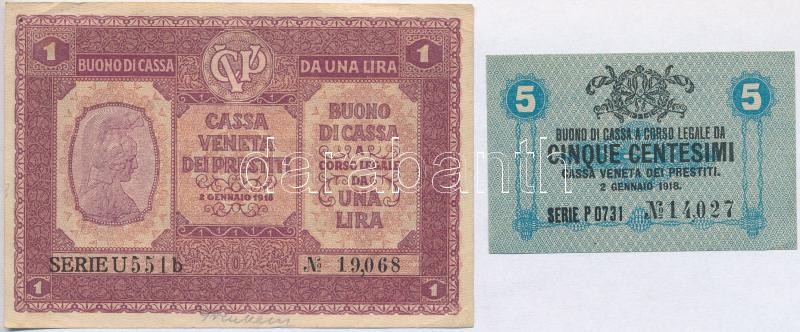 1
1
CVP
BUONO DI CASSA
DA UNA LIRA
CASSA
VENETA
DEI PRESTITI
2 GENNAIO 1918
BUONO
DI CASSA
A
CORSO LEGALE
DA
UNA
LIRA
SERIE U551b
№ 19,068
1
1
5
5
BUONO DI CASSA A CORSO LEGALE DA
CINQUE CENTESIMI
CASSA VENETA DEI PRESTITI.
2 GENNAIO 1918.
SERIE P 0731 № 14,027
darabanth